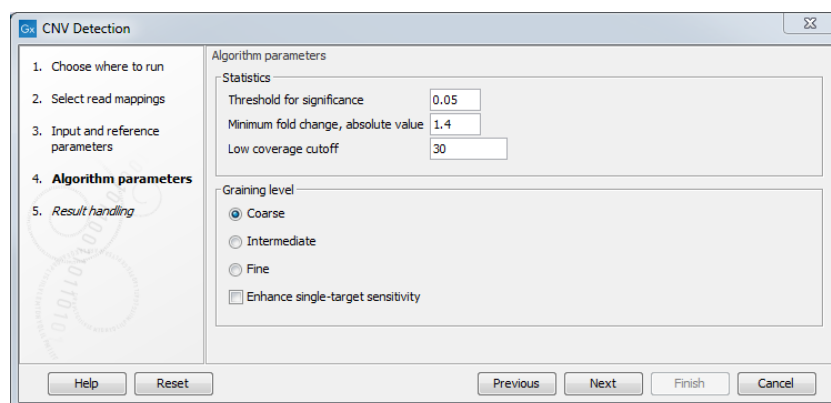 Gx CNV Detection
1. Choose where to run
2. Select read mappings
3. Input and reference
parameters
4. Algorithm parameters
5. Result handling
Algorithm parameters
Statistics
Threshold for significance 0.05
Minimum fold change, absolute value 1.4
Low coverage cutoff 30
Graining level
Coarse
Intermediate
Fine
Enhance single-target sensitivity
Help Reset Previous Next Finish Cancel